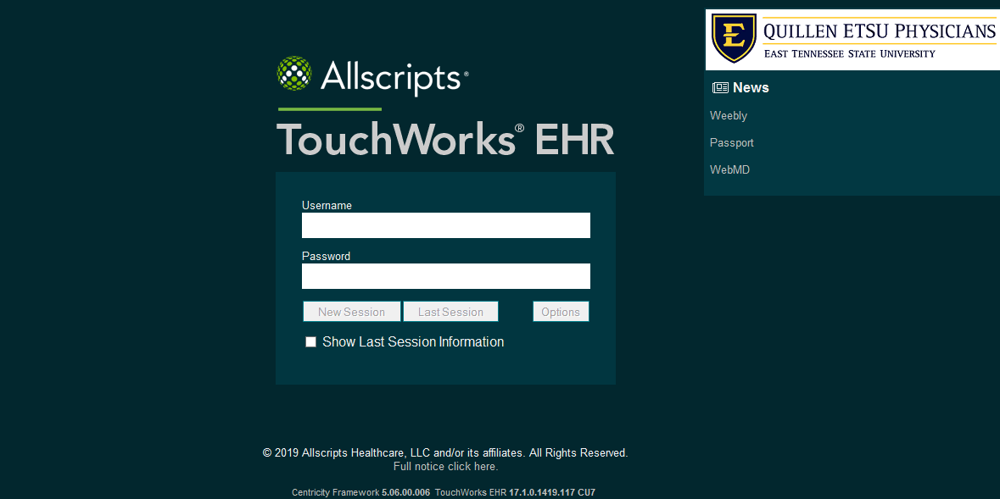 QUILLEN ETSU PHYSICIANS
EAST TENNESSEE STATE UNIVERSITY
News
Weebly
Passport
WebMD
Allscripts®
TouchWorks® EHR
Username
Password
New Session Last Session Options
Show Last Session Information
© 2019 Allscripts Healthcare, LLC and/or its affiliates. All Rights Reserved.
Full notice click here.
Centricity Framework 5.06.00.006 TouchWorks EHR 17.1.0.1419.117 CU7